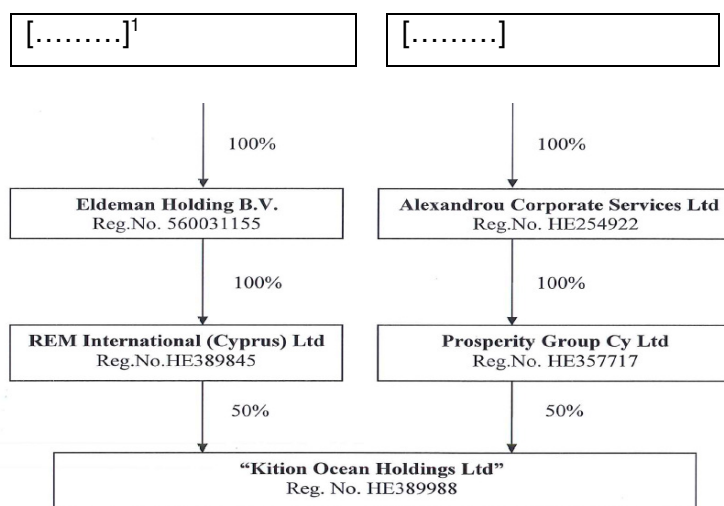 [.........]¹ [.........]
100% 100%
Eldeman Holding B.V. Alexandrou Corporate Services Ltd
Reg.No. 560031155 Reg.No. HE254922
100% 100%
REM International (Cyprus) Ltd Prosperity Group Cy Ltd
Reg.No.HE389845 Reg.No. HE357717
50% 50%
“Kition Ocean Holdings Ltd”
Reg. No. HE389988